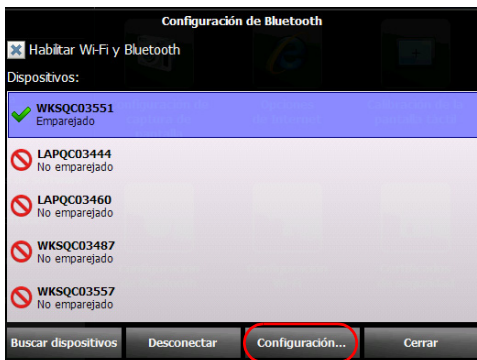 Configuración de Bluetooth
Habilitar Wi-Fi y Bluetooth
Dispositivos:
WKSQC03551
Emparejado
LAPQC03444
No emparejado
LAPQC03460
No emparejado
WKSQC03487
No emparejado
WKSQC03557
No emparejado
Buscar dispositivos Desconectar Configuración... Cerrar